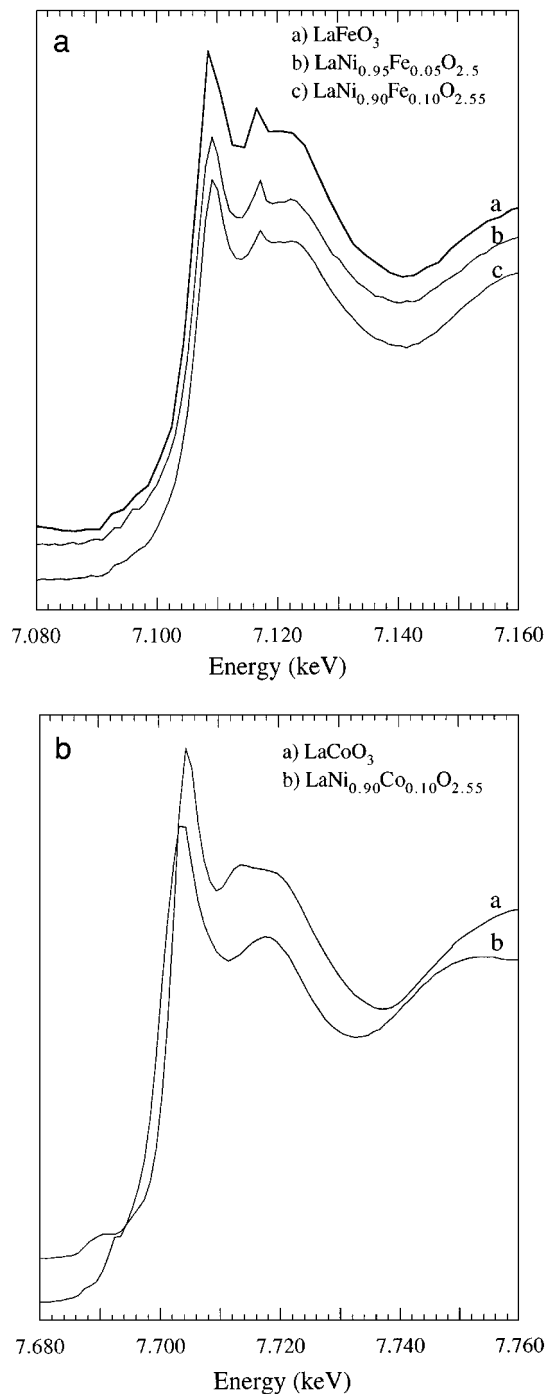 a
a) LaFeO3
b) LaNi0.95Fe0.05O2.5
c) LaNi0.90Fe0.10O2.55
a
b
c
7.080 7.100 7.120 7.140 7.160
Energy (keV)
b
a) LaCoO3
b) LaNi0.90Co0.10O2.55
a
b
7.680 7.700 7.720 7.740 7.760
Energy (keV)